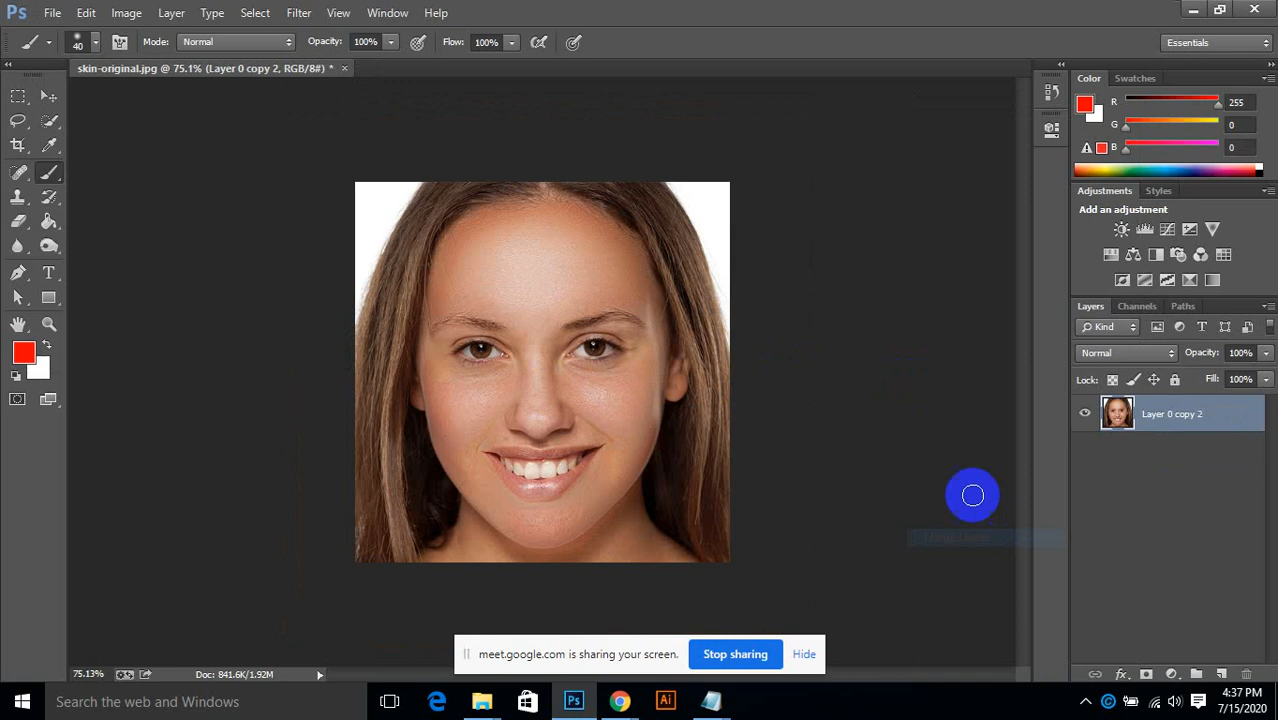 Ps File Edit Image Layer Type Select Filter View Window Help
40 Mode: Normal Opacity: 100% Flow: 100% Essentials
skin-original.jpg @ 75.1% (Layer 0 copy 2, RGB/8#) *
Color Swatches
R 255
G 0
B 0
Adjustments Styles
Add an adjustment
Layers Channels Paths
Kind
Normal Opacity: 100%
Lock: Fill: 100%
Layer 0 copy 2
meet.google.com is sharing your screen. Stop sharing Hide
75.13% Doc: 841.6K/1.92M
Search the web and Windows Ps Ai 4:37 PM
7/15/2020